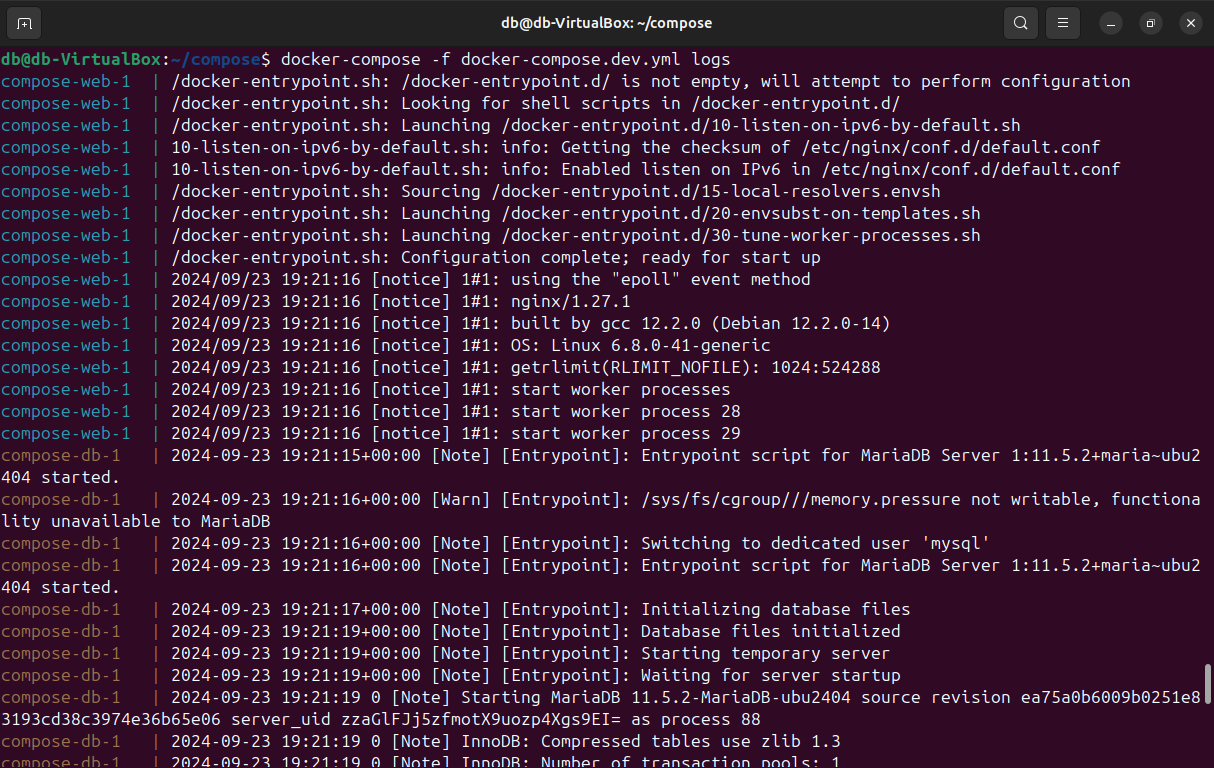 db@db-VirtualBox: ~/compose
db@db-VirtualBox:~/compose$ docker-compose -f docker-compose.dev.yml logs
compose-web-1  | /docker-entrypoint.sh: /docker-entrypoint.d/ is not empty, will attempt to perform configuration
compose-web-1  | /docker-entrypoint.sh: Looking for shell scripts in /docker-entrypoint.d/
compose-web-1  | /docker-entrypoint.sh: Launching /docker-entrypoint.d/10-listen-on-ipv6-by-default.sh
compose-web-1  | 10-listen-on-ipv6-by-default.sh: info: Getting the checksum of /etc/nginx/conf.d/default.conf
compose-web-1  | 10-listen-on-ipv6-by-default.sh: info: Enabled listen on IPv6 in /etc/nginx/conf.d/default.conf
compose-web-1  | /docker-entrypoint.sh: Sourcing /docker-entrypoint.d/15-local-resolvers.envsh
compose-web-1  | /docker-entrypoint.sh: Launching /docker-entrypoint.d/20-envsubst-on-templates.sh
compose-web-1  | /docker-entrypoint.sh: Launching /docker-entrypoint.d/30-tune-worker-processes.sh
compose-web-1  | /docker-entrypoint.sh: Configuration complete; ready for start up
compose-web-1  | 2024/09/23 19:21:16 [notice] 1#1: using the "epoll" event method
compose-web-1  | 2024/09/23 19:21:16 [notice] 1#1: nginx/1.27.1
compose-web-1  | 2024/09/23 19:21:16 [notice] 1#1: built by gcc 12.2.0 (Debian 12.2.0-14)
compose-web-1  | 2024/09/23 19:21:16 [notice] 1#1: OS: Linux 6.8.0-41-generic
compose-web-1  | 2024/09/23 19:21:16 [notice] 1#1: getrlimit(RLIMIT_NOFILE): 1024:524288
compose-web-1  | 2024/09/23 19:21:16 [notice] 1#1: start worker processes
compose-web-1  | 2024/09/23 19:21:16 [notice] 1#1: start worker process 28
compose-web-1  | 2024/09/23 19:21:16 [notice] 1#1: start worker process 29
compose-db-1   | 2024-09-23 19:21:15+00:00 [Note] [Entrypoint]: Entrypoint script for MariaDB Server 1:11.5.2+maria~ubu2
404 started.
compose-db-1   | 2024-09-23 19:21:16+00:00 [Warn] [Entrypoint]: /sys/fs/cgroup///memory.pressure not writable, functiona
lity unavailable to MariaDB
compose-db-1   | 2024-09-23 19:21:16+00:00 [Note] [Entrypoint]: Switching to dedicated user 'mysql'
compose-db-1   | 2024-09-23 19:21:16+00:00 [Note] [Entrypoint]: Entrypoint script for MariaDB Server 1:11.5.2+maria~ubu2
404 started.
compose-db-1   | 2024-09-23 19:21:17+00:00 [Note] [Entrypoint]: Initializing database files
compose-db-1   | 2024-09-23 19:21:19+00:00 [Note] [Entrypoint]: Database files initialized
compose-db-1   | 2024-09-23 19:21:19+00:00 [Note] [Entrypoint]: Starting temporary server
compose-db-1   | 2024-09-23 19:21:19+00:00 [Note] [Entrypoint]: Waiting for server startup
compose-db-1   | 2024-09-23 19:21:19 0 [Note] Starting MariaDB 11.5.2-MariaDB-ubu2404 source revision ea75a0b6009b0251e8
3193cd38c3974e36b65e06 server_uid zzaGlFJj5zfmotX9uozp4Xgs9EI= as process 88
compose-db-1   | 2024-09-23 19:21:19 0 [Note] InnoDB: Compressed tables use zlib 1.3
compose-db-1   | 2024-09-23 19:21:19 0 [Note] InnoDB: Number of transaction pools: 1